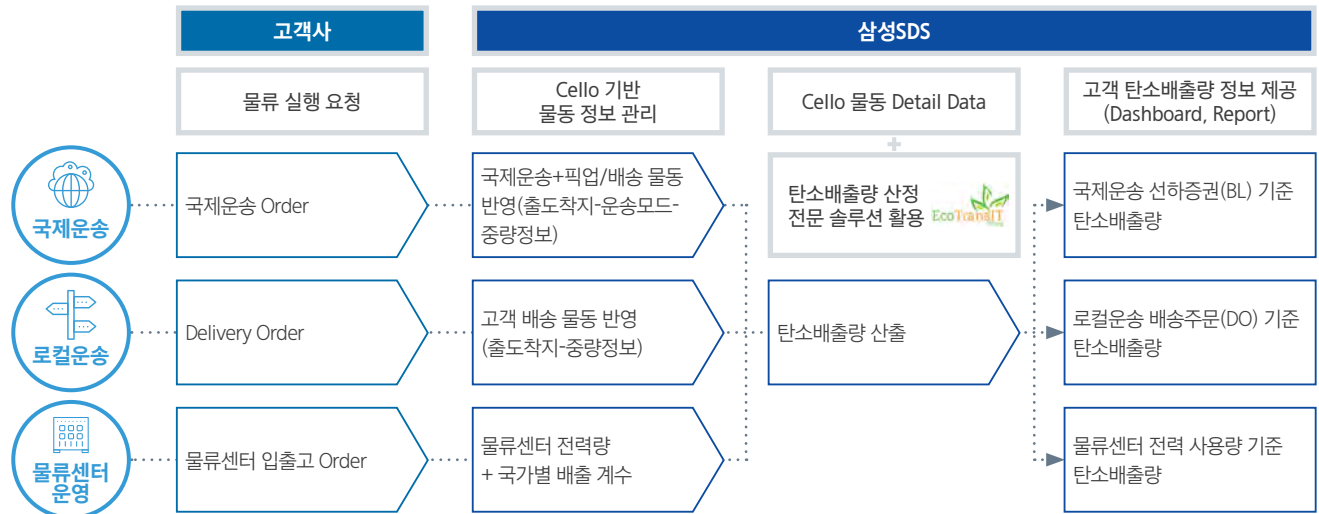 고객사
삼성SDS
물류 실행 요청
Cello 기반
물동 정보 관리
Cello 물동 Detail Data
고객 탄소배출량 정보 제공
(Dashboard, Report)
+
국제운송
국제운송 Order
국제운송+픽업/배송 물동
반영(출도착지-운송모드-
중량정보)
탄소배출량 산정
전문 솔루션 활용
EcoTransIT
국제운송 선하증권(BL) 기준
탄소배출량
로컬운송
Delivery Order
고객 배송 물동 반영
(출도착지-중량정보)
탄소배출량 산출
로컬운송 배송주문(DO) 기준
탄소배출량
물류센터
운영
물류센터 입출고 Order
물류센터 전력량
+ 국가별 배출 계수
물류센터 전력 사용량 기준
탄소배출량